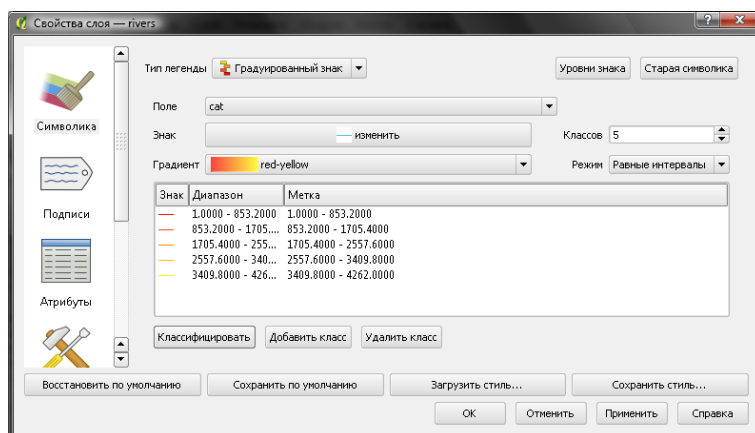 Свойства слоя — rivers
Тип легенды Градуированный знак Уровни знака Старая символика
Поле cat
Знак изменить Классов 5
Градиент red-yellow Режим Равные интервалы
Символика
Подписи
Атрибуты
Знак Диапазон Метка
1.0000 - 853.2000 1.0000 - 853.2000
853.2000 - 1705.... 853.2000 - 1705.4000
1705.4000 - 255... 1705.4000 - 2557.6000
2557.6000 - 340... 2557.6000 - 3409.8000
3409.8000 - 426... 3409.8000 - 4262.0000
Классифицировать Добавить класс Удалить класс
Восстановить по умолчанию Сохранить по умолчанию Загрузить стиль... Сохранить стиль...
OK Отменить Применить Справка